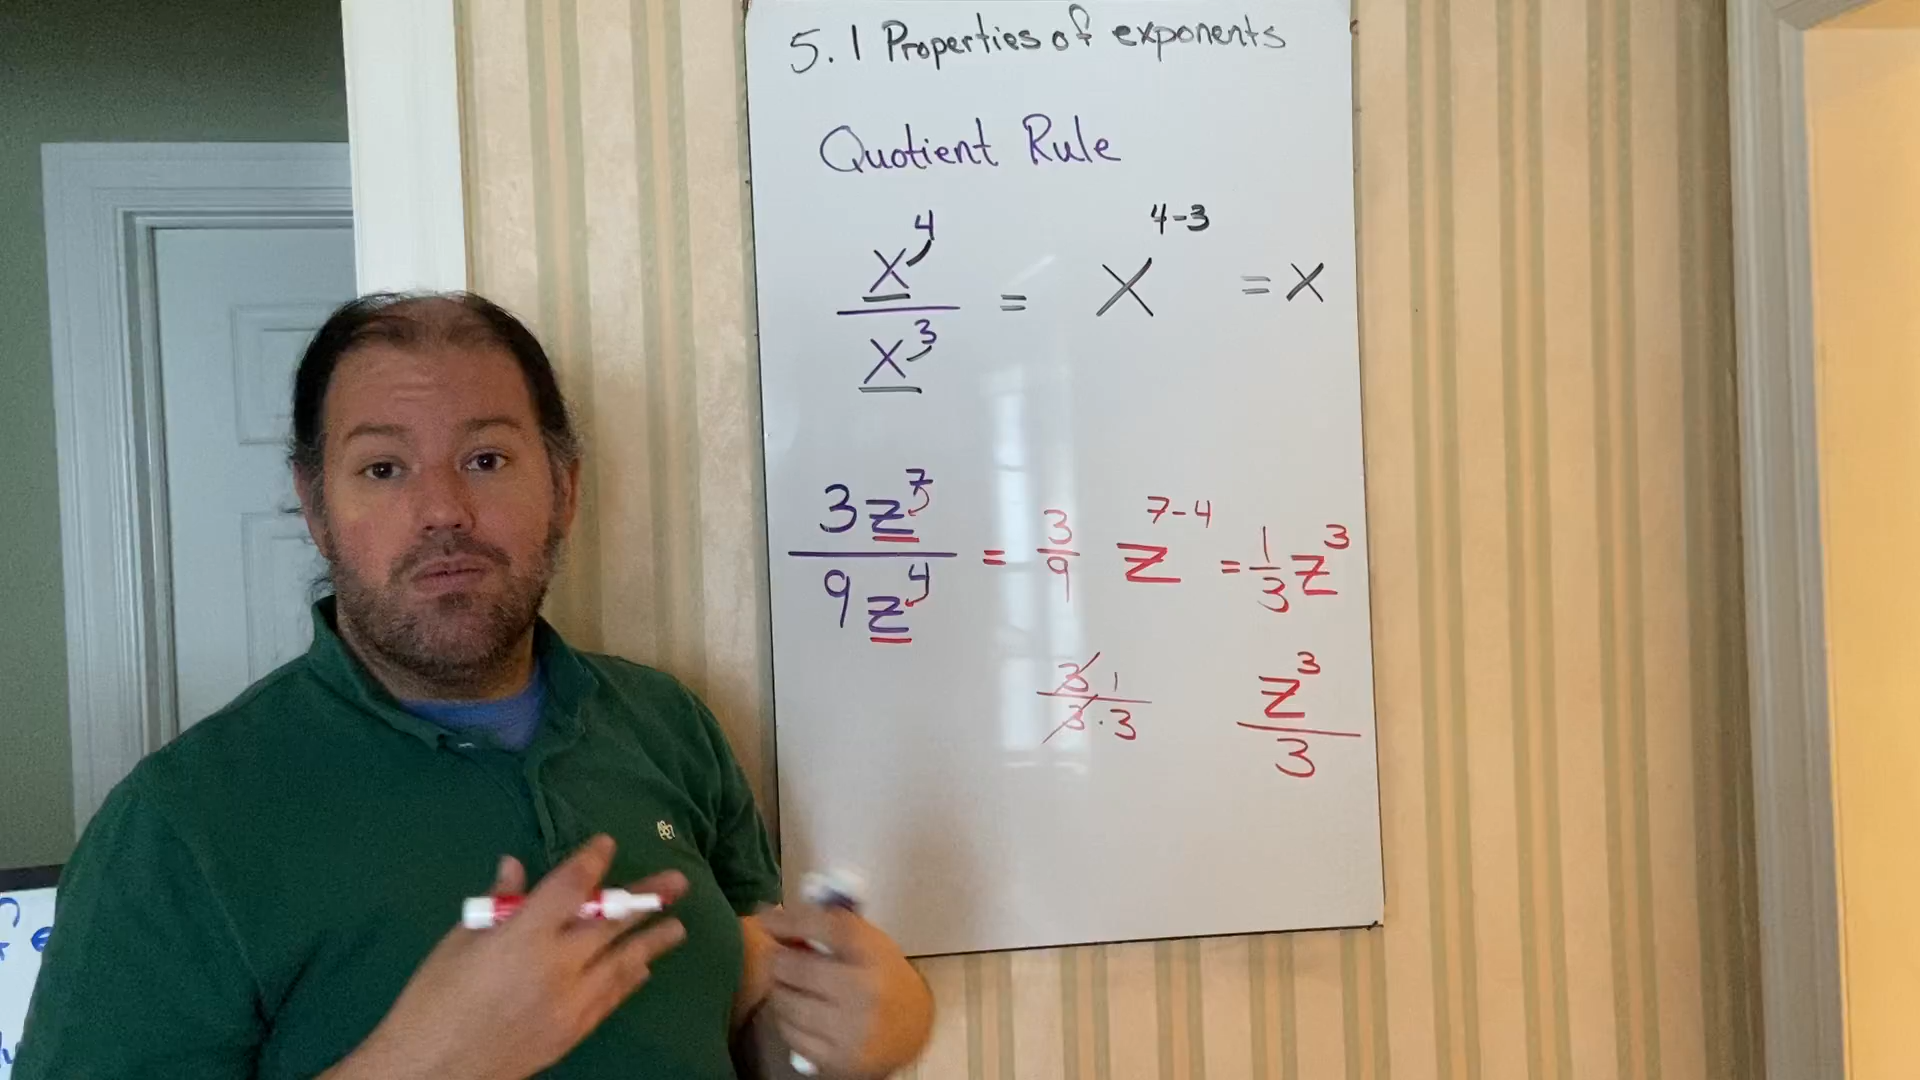 5.1 Properties of exponents
Quotient Rule
x^4 / x^3 = x^(4-3) = x
3z^7 / 9z^4 = 3/9 z^(7-4) = 1/3 z^3
3 1 / 3 · 3
z^3 / 3